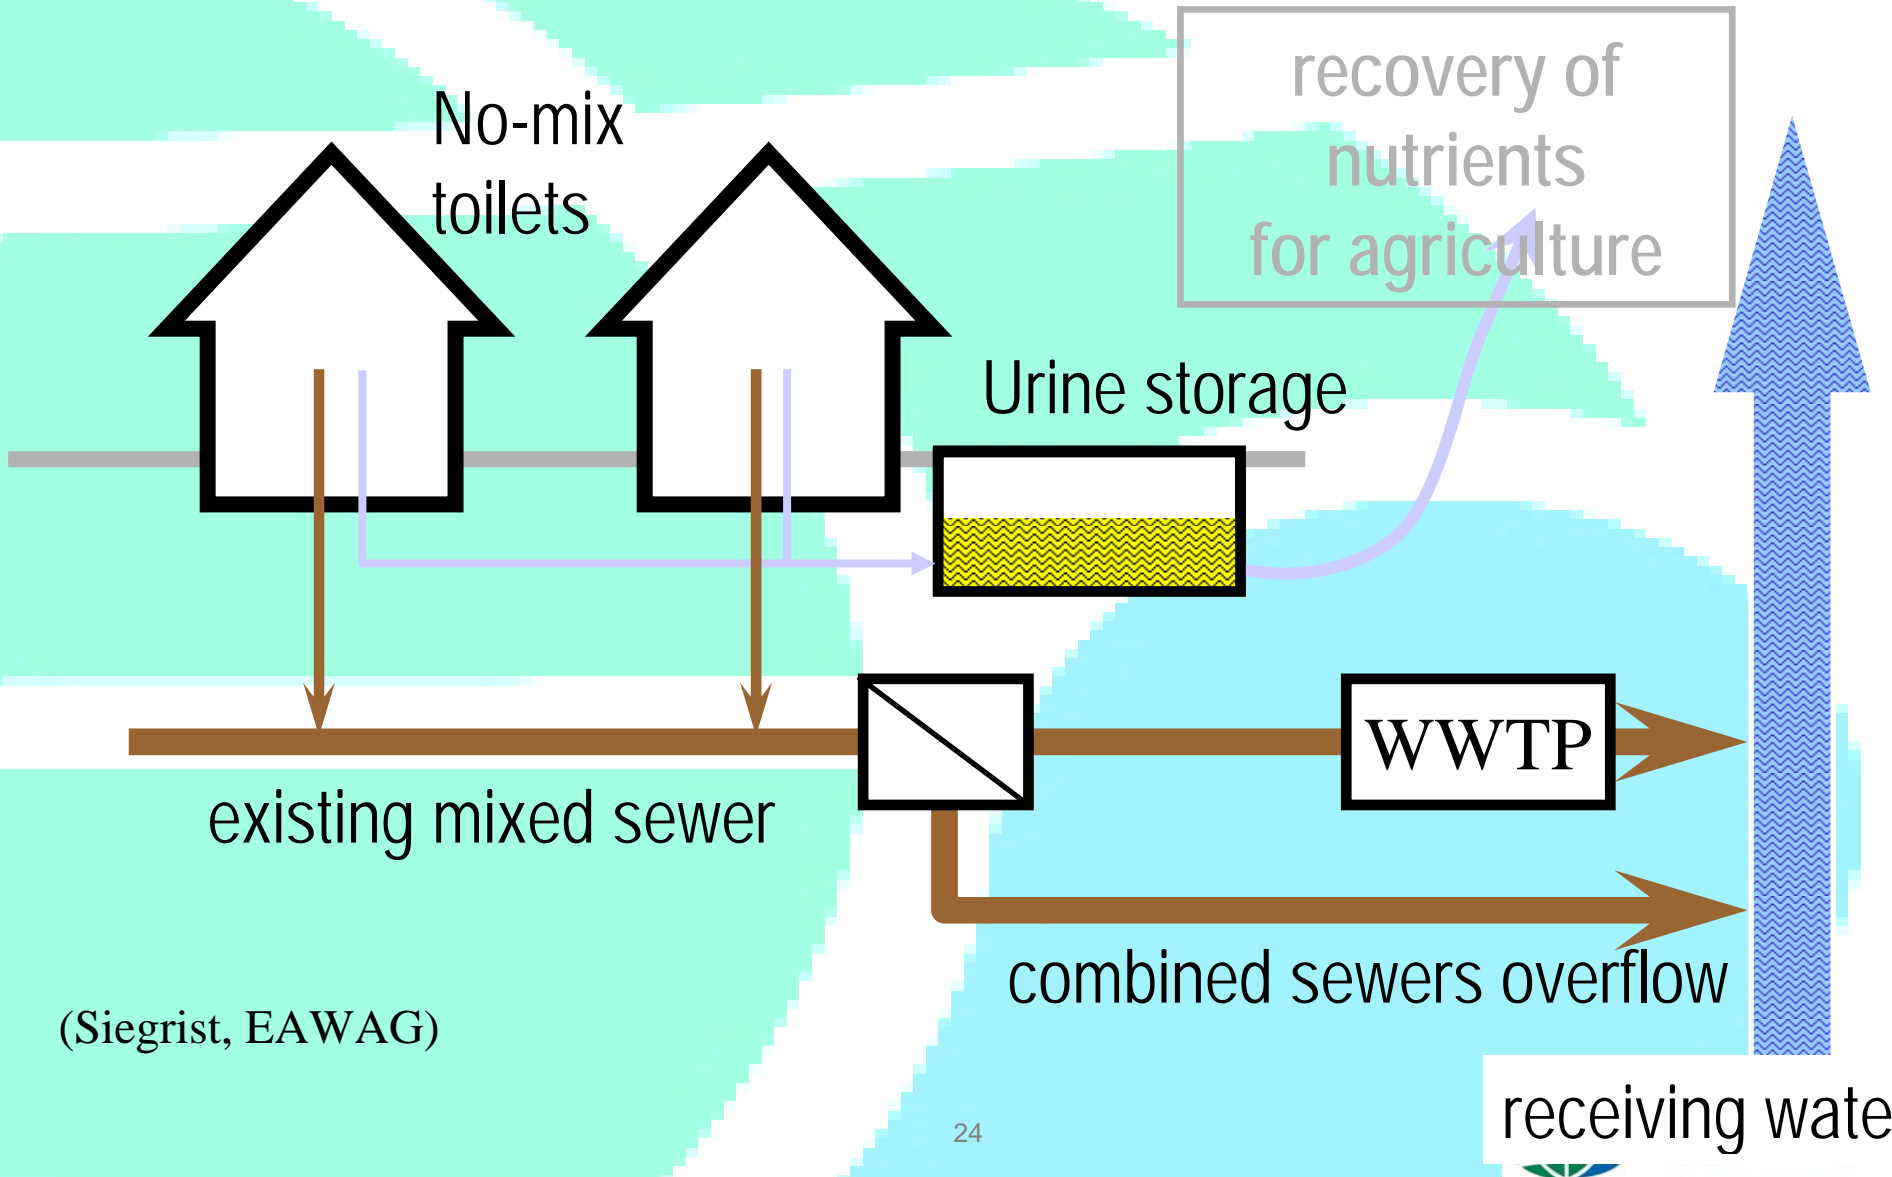 recovery of
nutrients
for agriculture
No-mix
toilets
Urine storage
WWTP
existing mixed sewer
combined sewers overflow
(Siegrist, EAWAG)
receiving wate
24